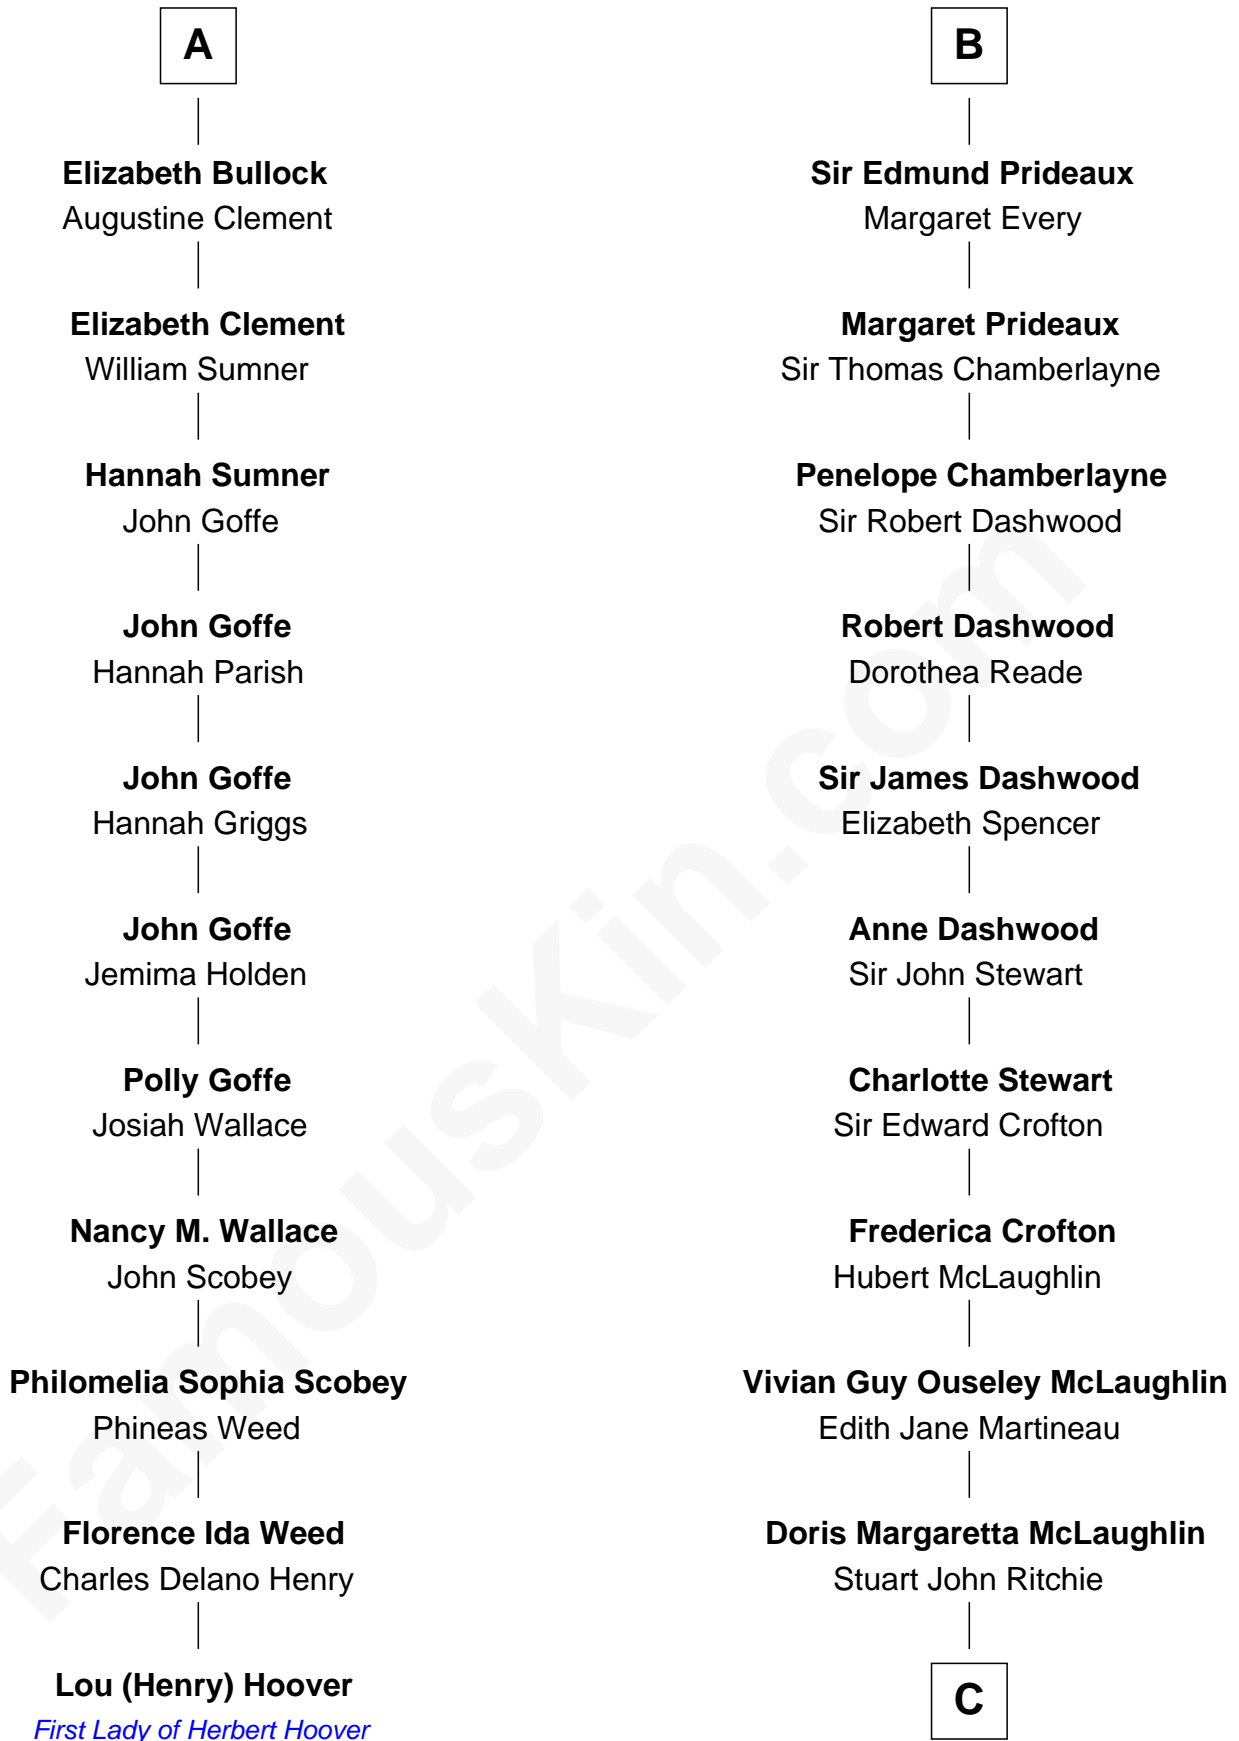 A
Elizabeth Bullock
Augustine Clement
Elizabeth Clement
William Sumner
Hannah Sumner
John Goffe
John Goffe
Hannah Parish
John Goffe
Hannah Griggs
John Goffe
Jemima Holden
Polly Goffe
Josiah Wallace
Nancy M. Wallace
John Scobey
Philomelia Sophia Scobey
Phineas Weed
Florence Ida Weed
Charles Delano Henry
Lou (Henry) Hoover
First Lady of Herbert Hoover
B
Sir Edmund Prideaux
Margaret Every
Margaret Prideaux
Sir Thomas Chamberlayne
Penelope Chamberlayne
Sir Robert Dashwood
Robert Dashwood
Dorothea Reade
Sir James Dashwood
Elizabeth Spencer
Anne Dashwood
Sir John Stewart
Charlotte Stewart
Sir Edward Crofton
Frederica Crofton
Hubert McLaughlin
Vivian Guy Ouseley McLaughlin
Edith Jane Martineau
Doris Margaretta McLaughlin
Stuart John Ritchie
C
FamousKin.com